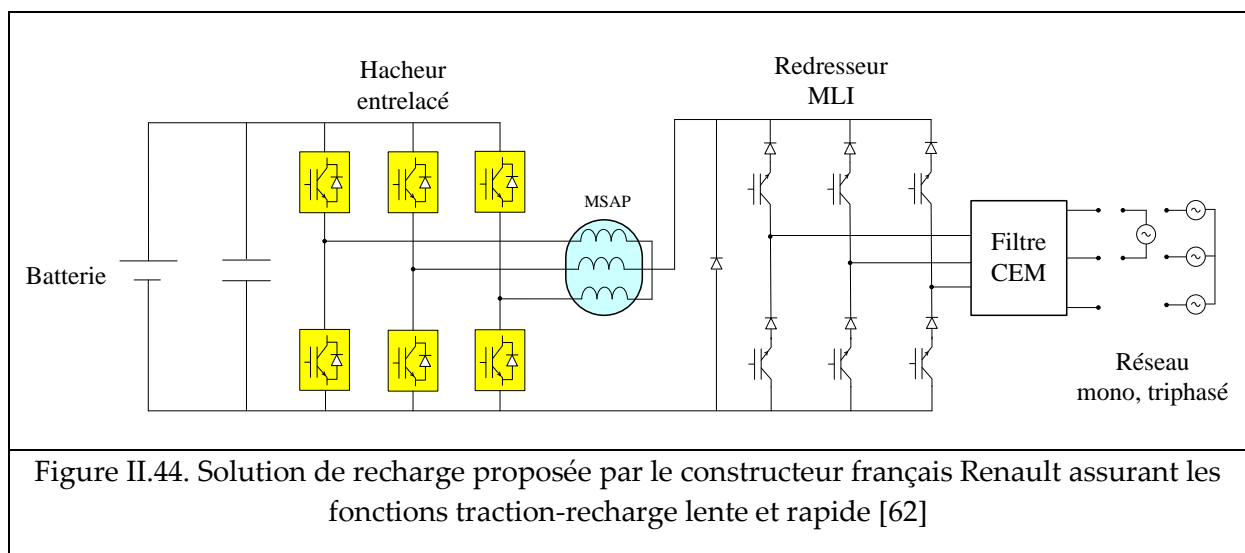 Hacheur
entrelacé
Redresseur
MLI
MSAP
Batterie
Filtre
CEM
Réseau
mono, triphasé
Figure II.44. Solution de recharge proposée par le constructeur français Renault assurant les
fonctions traction-recharge lente et rapide [62]